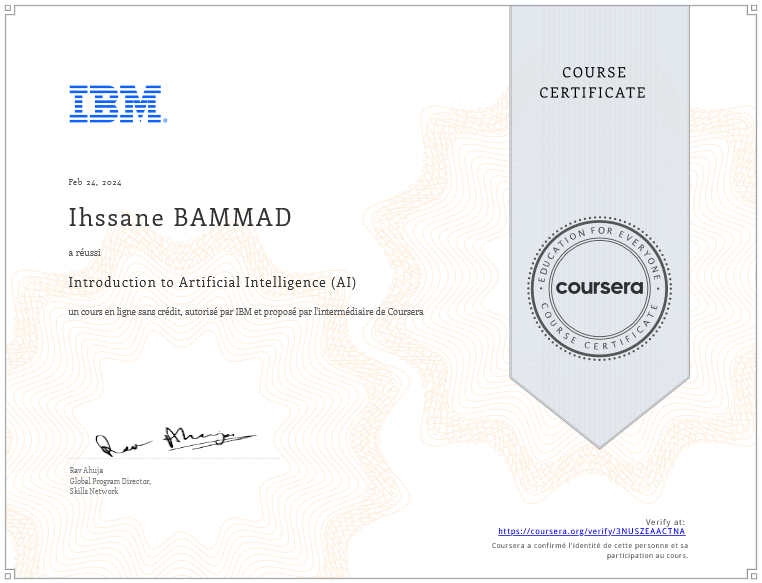 COURSE
CERTIFICATE
IBM®
Feb 24, 2024
Ihssane BAMMAD
a réussi
Introduction to Artificial Intelligence (AI)
un cours en ligne sans crédit, autorisé par IBM et proposé par l'intermédiaire de Coursera
EDUCATION FOR EVERYONE
coursera
COURSE CERTIFICATE
Rav Ahuja
Rav Ahuja
Global Program Director,
Skills Network
Verify at:
https://coursera.org/verify/3NUSZEAACTNA
Coursera a confirmé l'identité de cette personne et sa
participation au cours.